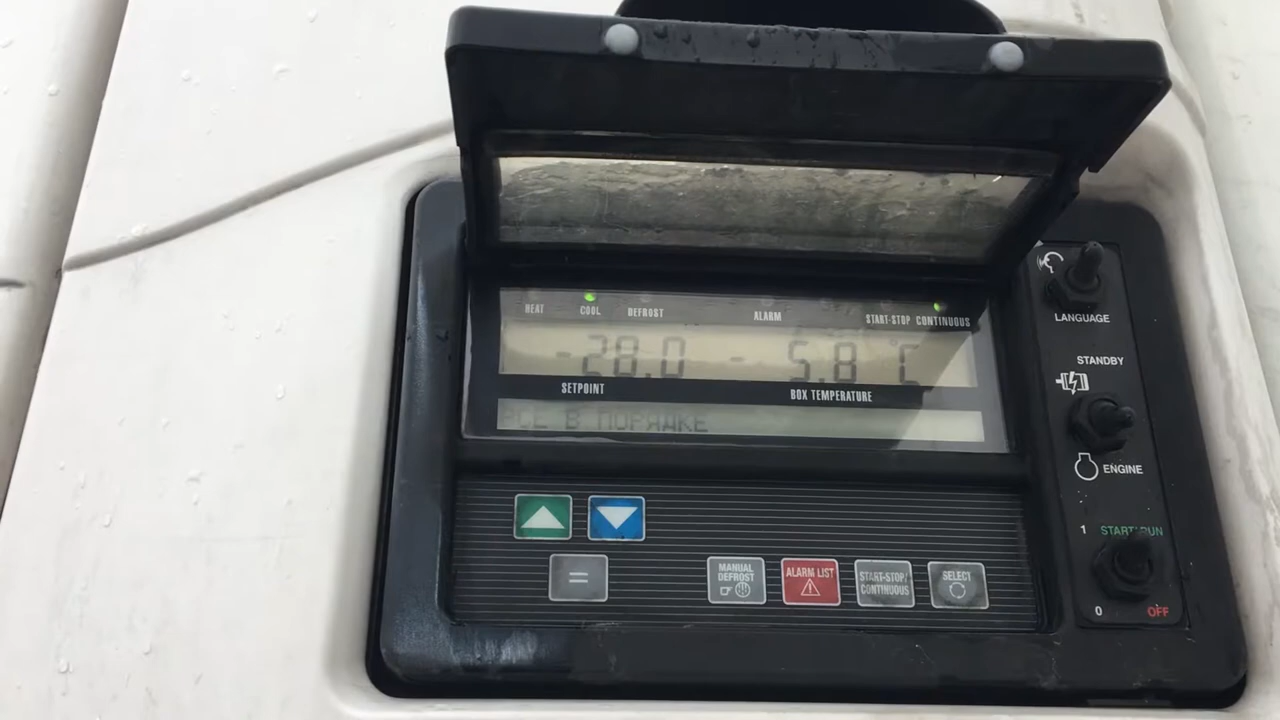 HEAT COOL DEFROST ALARM START-STOP CONTINUOUS
-28.0 - 5.8 °C
SETPOINT BOX TEMPERATURE
ВСЕ В ПОРЯДКЕ
=
MANUAL DEFROST
ALARM LIST
START-STOP/ CONTINUOUS
SELECT
LANGUAGE
STANDBY
ENGINE
1 START/RUN
0 OFF